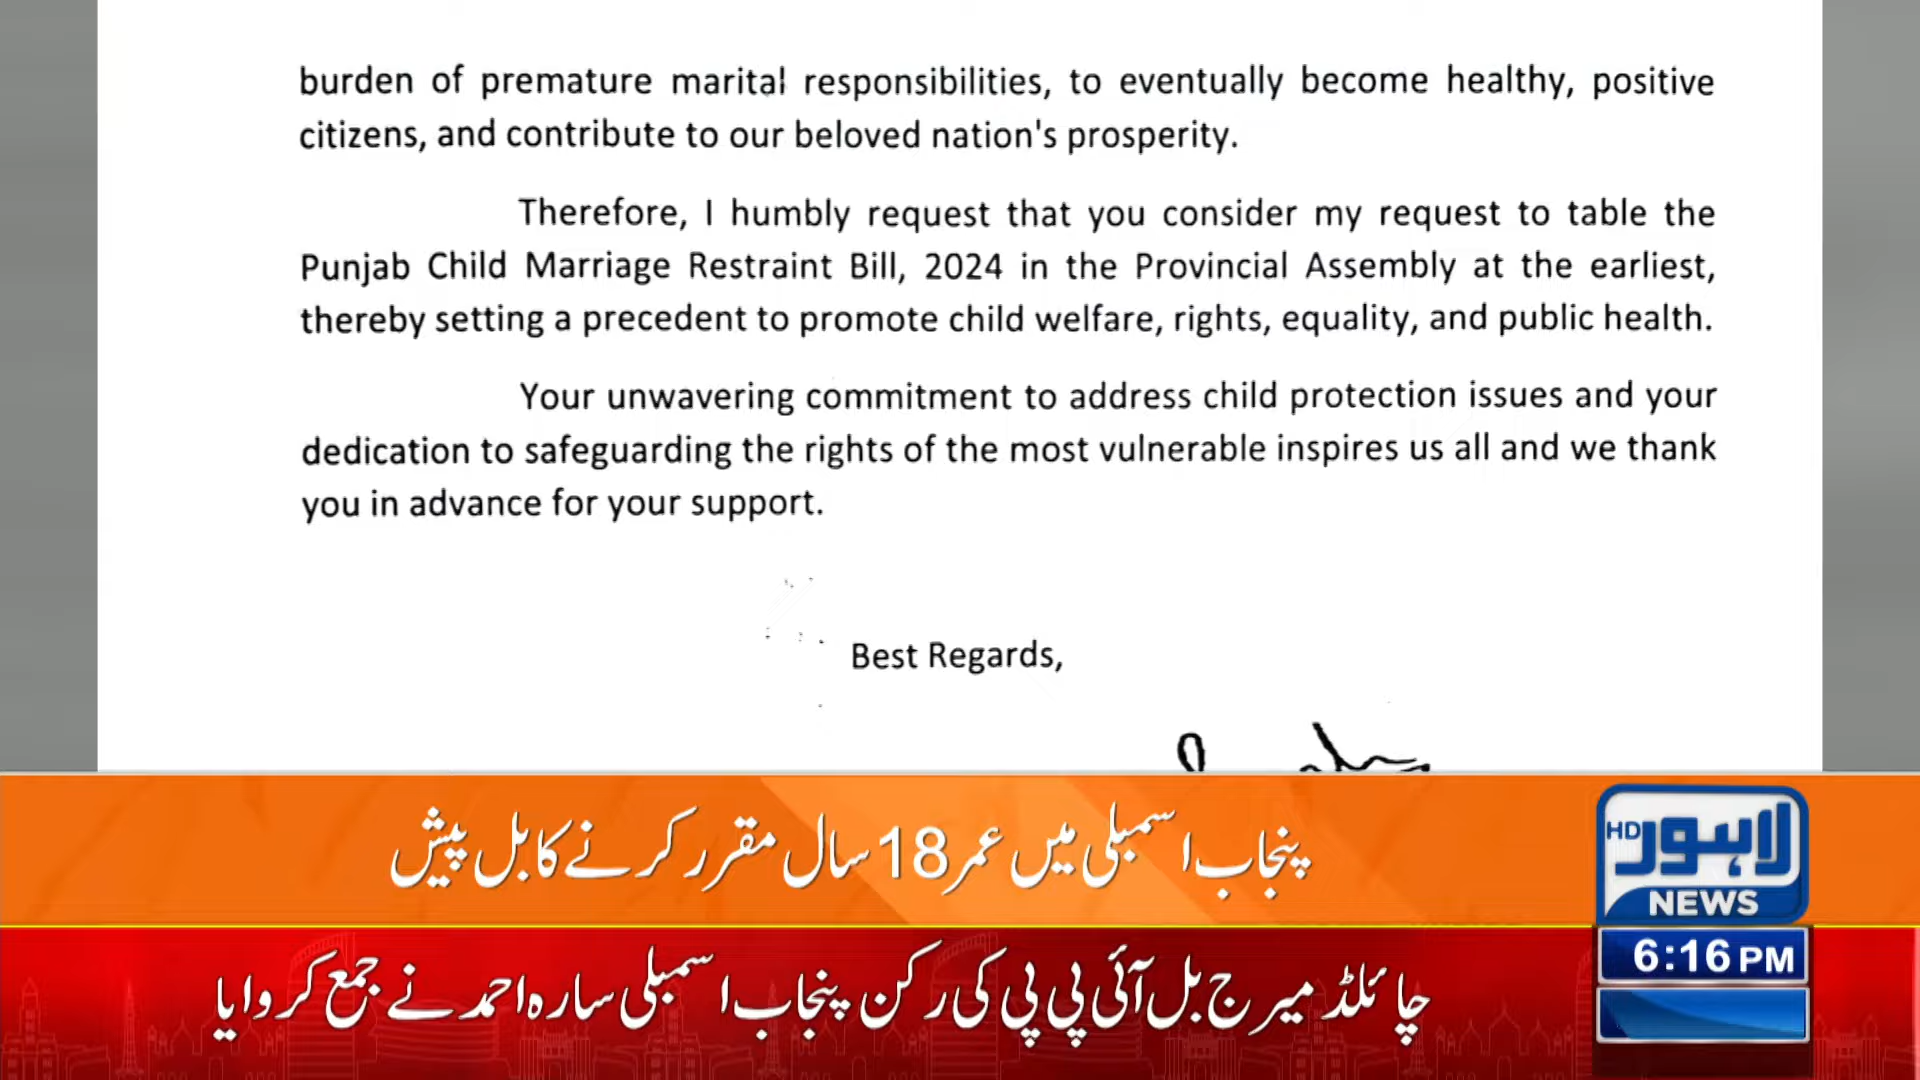 burden of premature marital responsibilities, to eventually become healthy, positive
citizens, and contribute to our beloved nation's prosperity.
Therefore, I humbly request that you consider my request to table the
Punjab Child Marriage Restraint Bill, 2024 in the Provincial Assembly at the earliest,
thereby setting a precedent to promote child welfare, rights, equality, and public health.
Your unwavering commitment to address child protection issues and your
dedication to safeguarding the rights of the most vulnerable inspires us all and we thank
you in advance for your support.
Best Regards,
پنجاب اسمبلی میں عمر 18 سال مقرر کرنے کا بل پیش
چائلڈ میرج بل آئی پی پی کی رکن پنجاب اسمبلی سارہ احمد نے جمع کروایا
لاہور HD
NEWS
6:16 PM